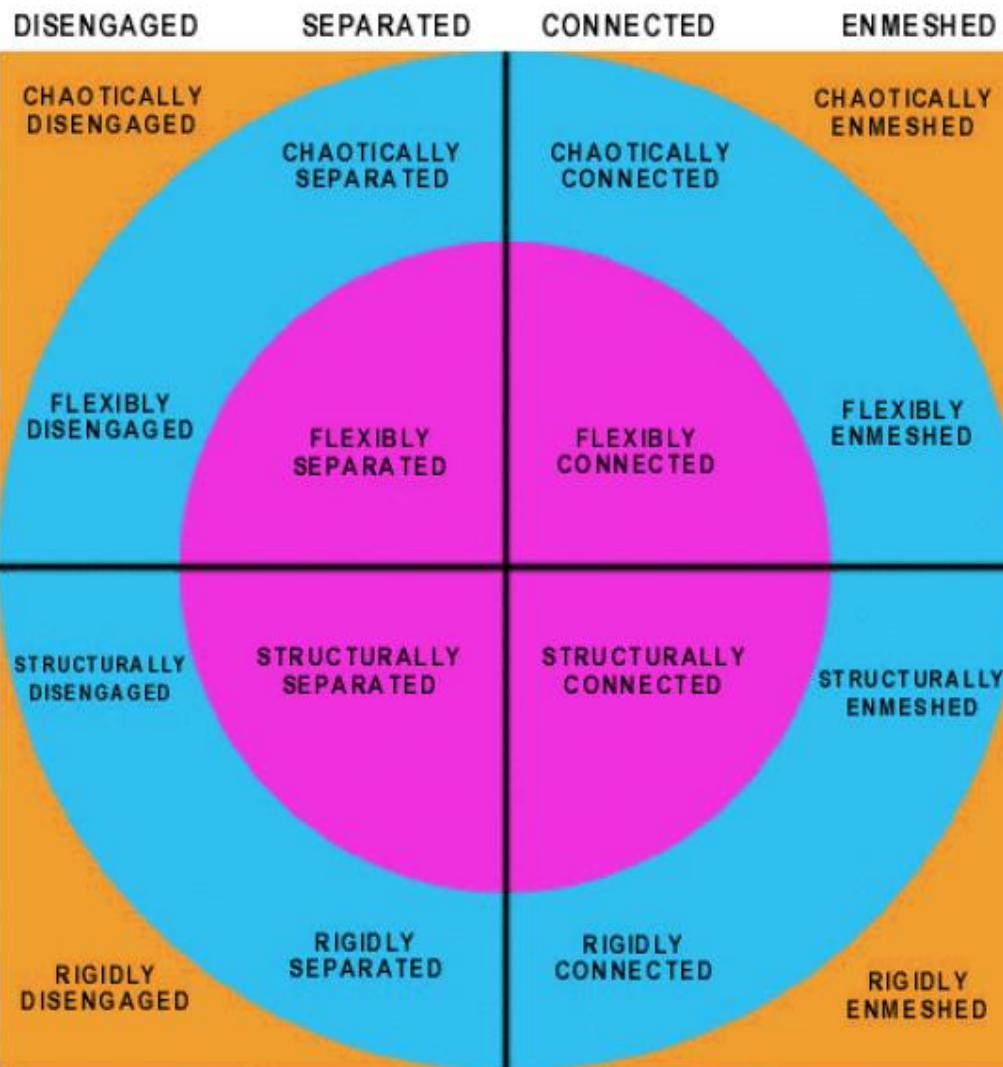 DISENGAGED SEPARATED CONNECTED ENMESHED
CHAOTICALLY
DISENGAGED
CHAOTICALLY
SEPARATED
CHAOTICALLY
CONNECTED
CHAOTICALLY
ENMESHED
FLEXIBLY
DISENGAGED
FLEXIBLY
SEPARATED
FLEXIBLY
CONNECTED
FLEXIBLY
ENMESHED
STRUCTURALLY
DISENGAGED
STRUCTURALLY
SEPARATED
STRUCTURALLY
CONNECTED
STRUCTURALLY
ENMESHED
RIGIDLY
DISENGAGED
RIGIDLY
SEPARATED
RIGIDLY
CONNECTED
RIGIDLY
ENMESHED